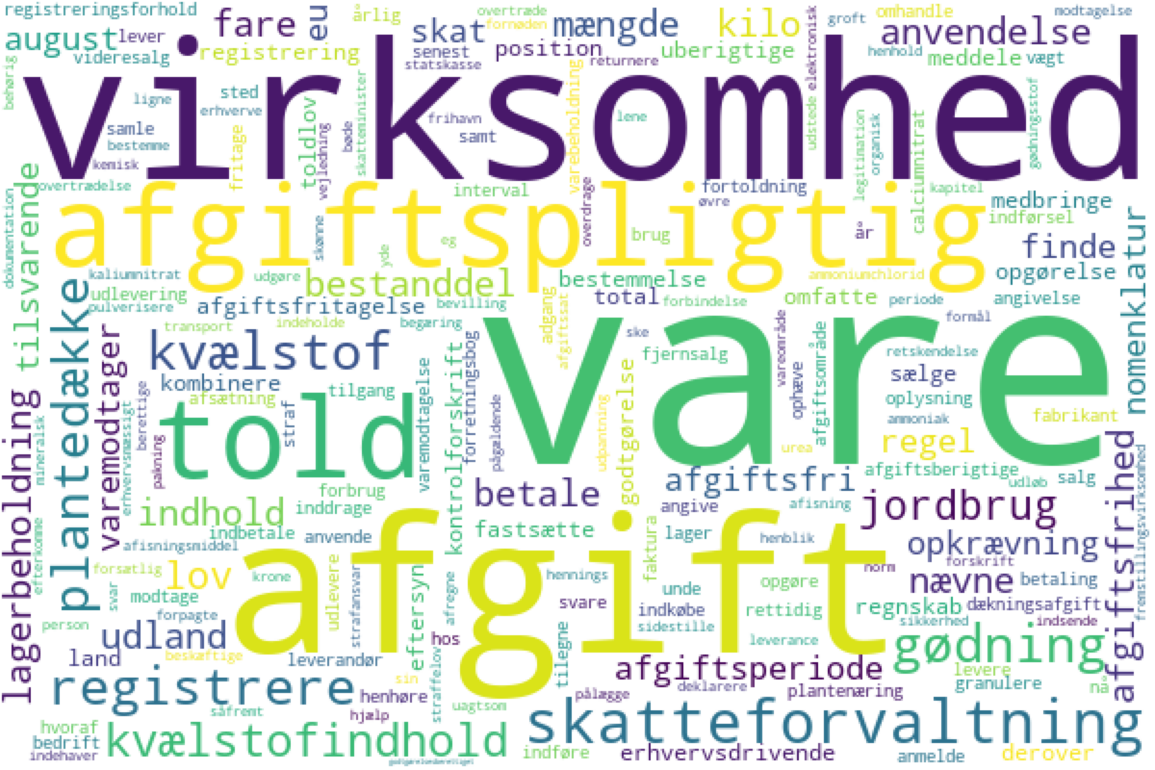 registreringsforhold
årlig
overtræde
fornøden
elektronisk
groft
omhandle
modtagelse
august
lever
fare
eu
skat
mængde
kilo
anvendelse
videresalg
registrering
senest
position
uberigtige
henhold
meddele
vægt
statskasse
returnere
behørig
virksomhed
ligne
sted
erhverve
samle
bestemme
kemisk
fritage
toldlov
vejledning
bøde
skatteminister
frihavn
samt
varebeholdning
lene
udstede
legitimation
organisk
calciumnitrat
gødningsstof
overtrædelse
interval
fortoldning
øvre
kapitel
medbringe
tilsvarende
afgiftspligtig
indførsel
dokumentation
skønne
yde
eg
overdrage
brug
år
finde
nomenklatur
kaliumnitrat
udgøre
bestanddel
bestemmelse
ammoniumchlorid
opgørelse
plantedække
udlevering
pulverisere
afgiftsfritagelse
bevilling
adgang
total
forbindelse
omfatte
periode
angivelse
transport
indeholde
begæring
afgiftssat
vare
formål
varemodtager
kvælstof
kontrolforskrift
forretningsbog
ske
fjernsalg
vareområde
afgiftsområde
retskendelse
kombinere
tilgang
afsætning
varemodtagelse
godtgørelse
ophæve
sælge
oplysning
lagerbeholdning
mineralsk
erhvervsmæssigt
berettige
pakning
told
straf
pågældende
udpantning
urea
ammoniak
regel
fabrikant
forbrug
inddrage
betale
afgiftsfri
afgiftsberigtige
udløb
salg
indhold
indbetale
anvende
fastsætte
angive
afisning
jordbrug
afgiftsfrihed
fremstillingsvirksomhed
afisningsmiddel
afgift
faktura
lager
henblik
norm
opkrævning
forskrift
efterkomme
forsætlig
lov
krone
udlevere
strafansvar
eftersyn
afregne
hennings
unde
opgøre
nævne
betaling
svar
modtage
svare
indkøbe
rettidig
regnskab
dækningsafgift
person
forpagte
sidestille
sikkerhed
indsende
udland
hos
leverance
gødning
land
beskæftige
leverandør
sin
straffelov
tilegne
afgiftsperiode
levere
registrere
henhøre
pålægge
deklarere
plantenæring
granulere
nå
såfremt
hjælp
uagtsom
skatteforvaltning
hvoraf
bedrift
indehaver
kvælstofindhold
godtgørelsesberettiget
indføre
erhvervsdrivende
anmelde
derover